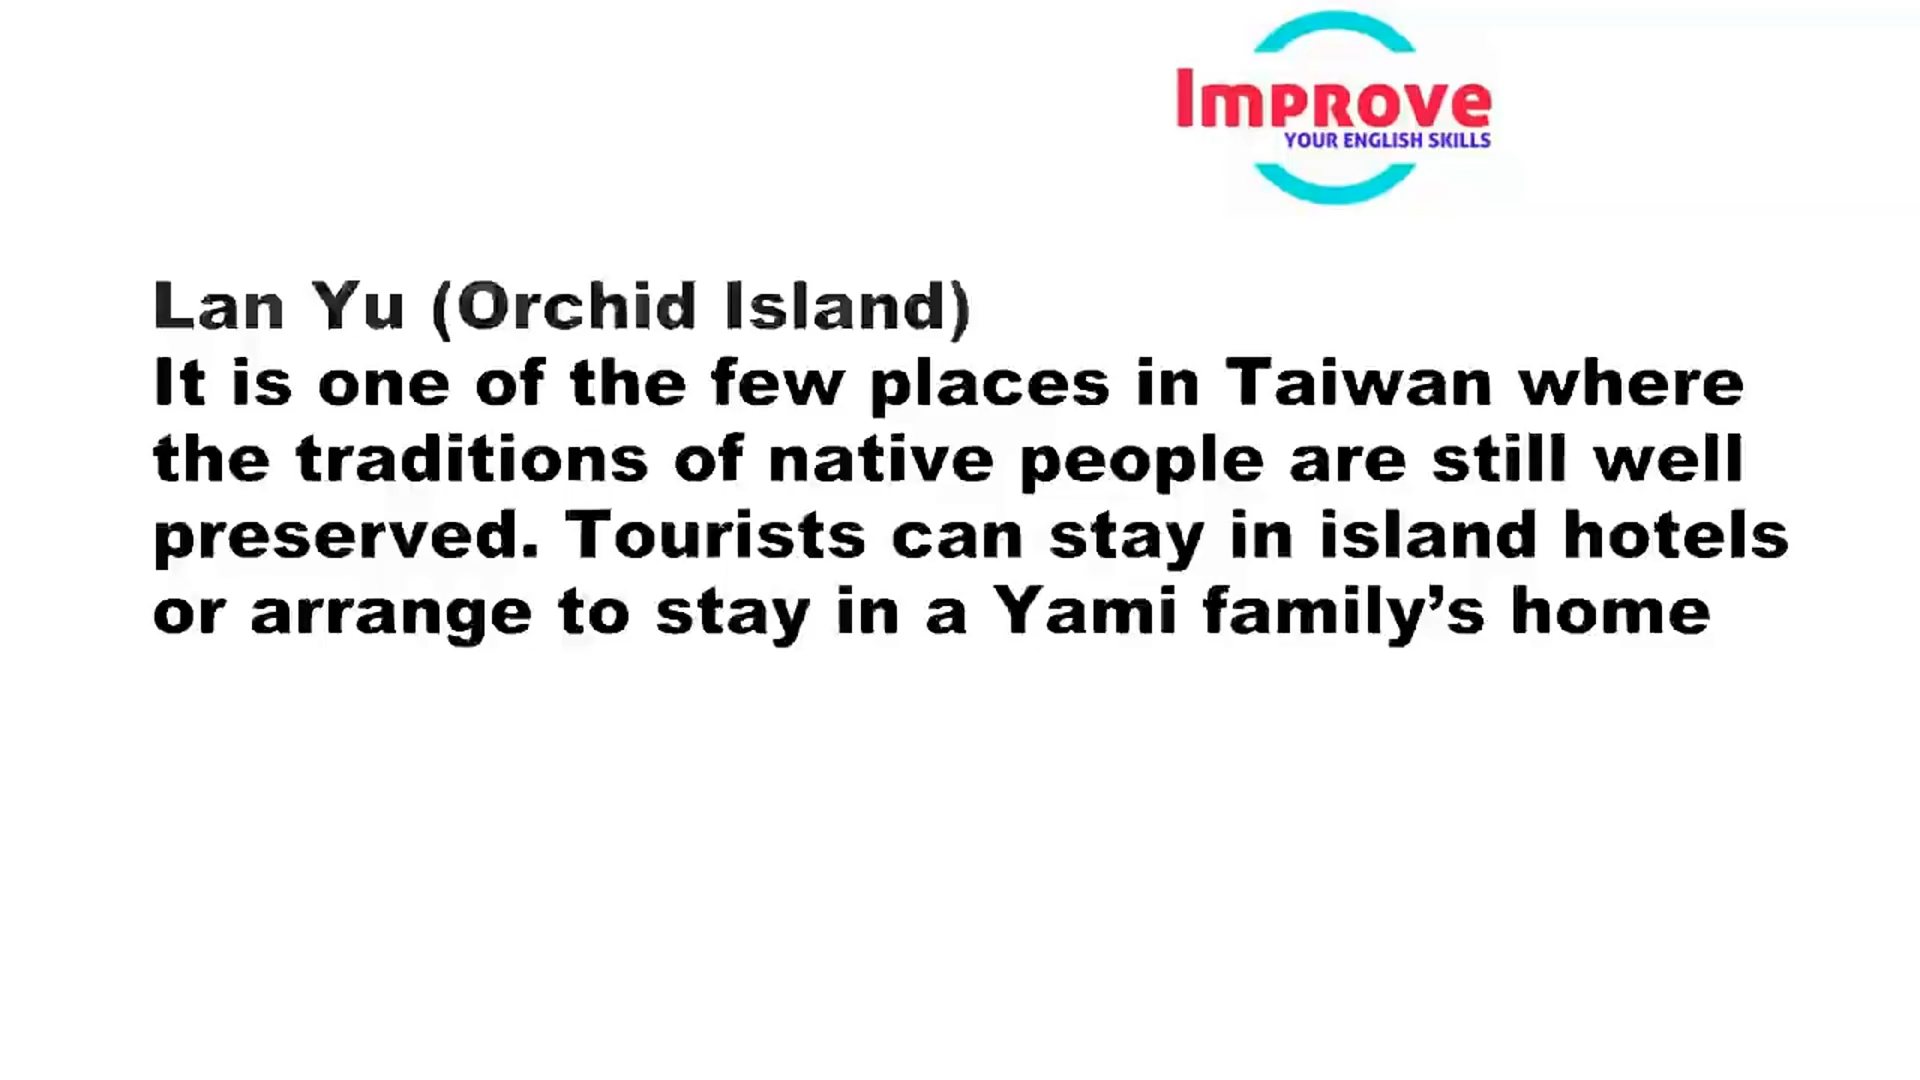 Improve
YOUR ENGLISH SKILLS
Lan Yu (Orchid Island)
It is one of the few places in Taiwan where
the traditions of native people are still well
preserved. Tourists can stay in island hotels
or arrange to stay in a Yami family’s home